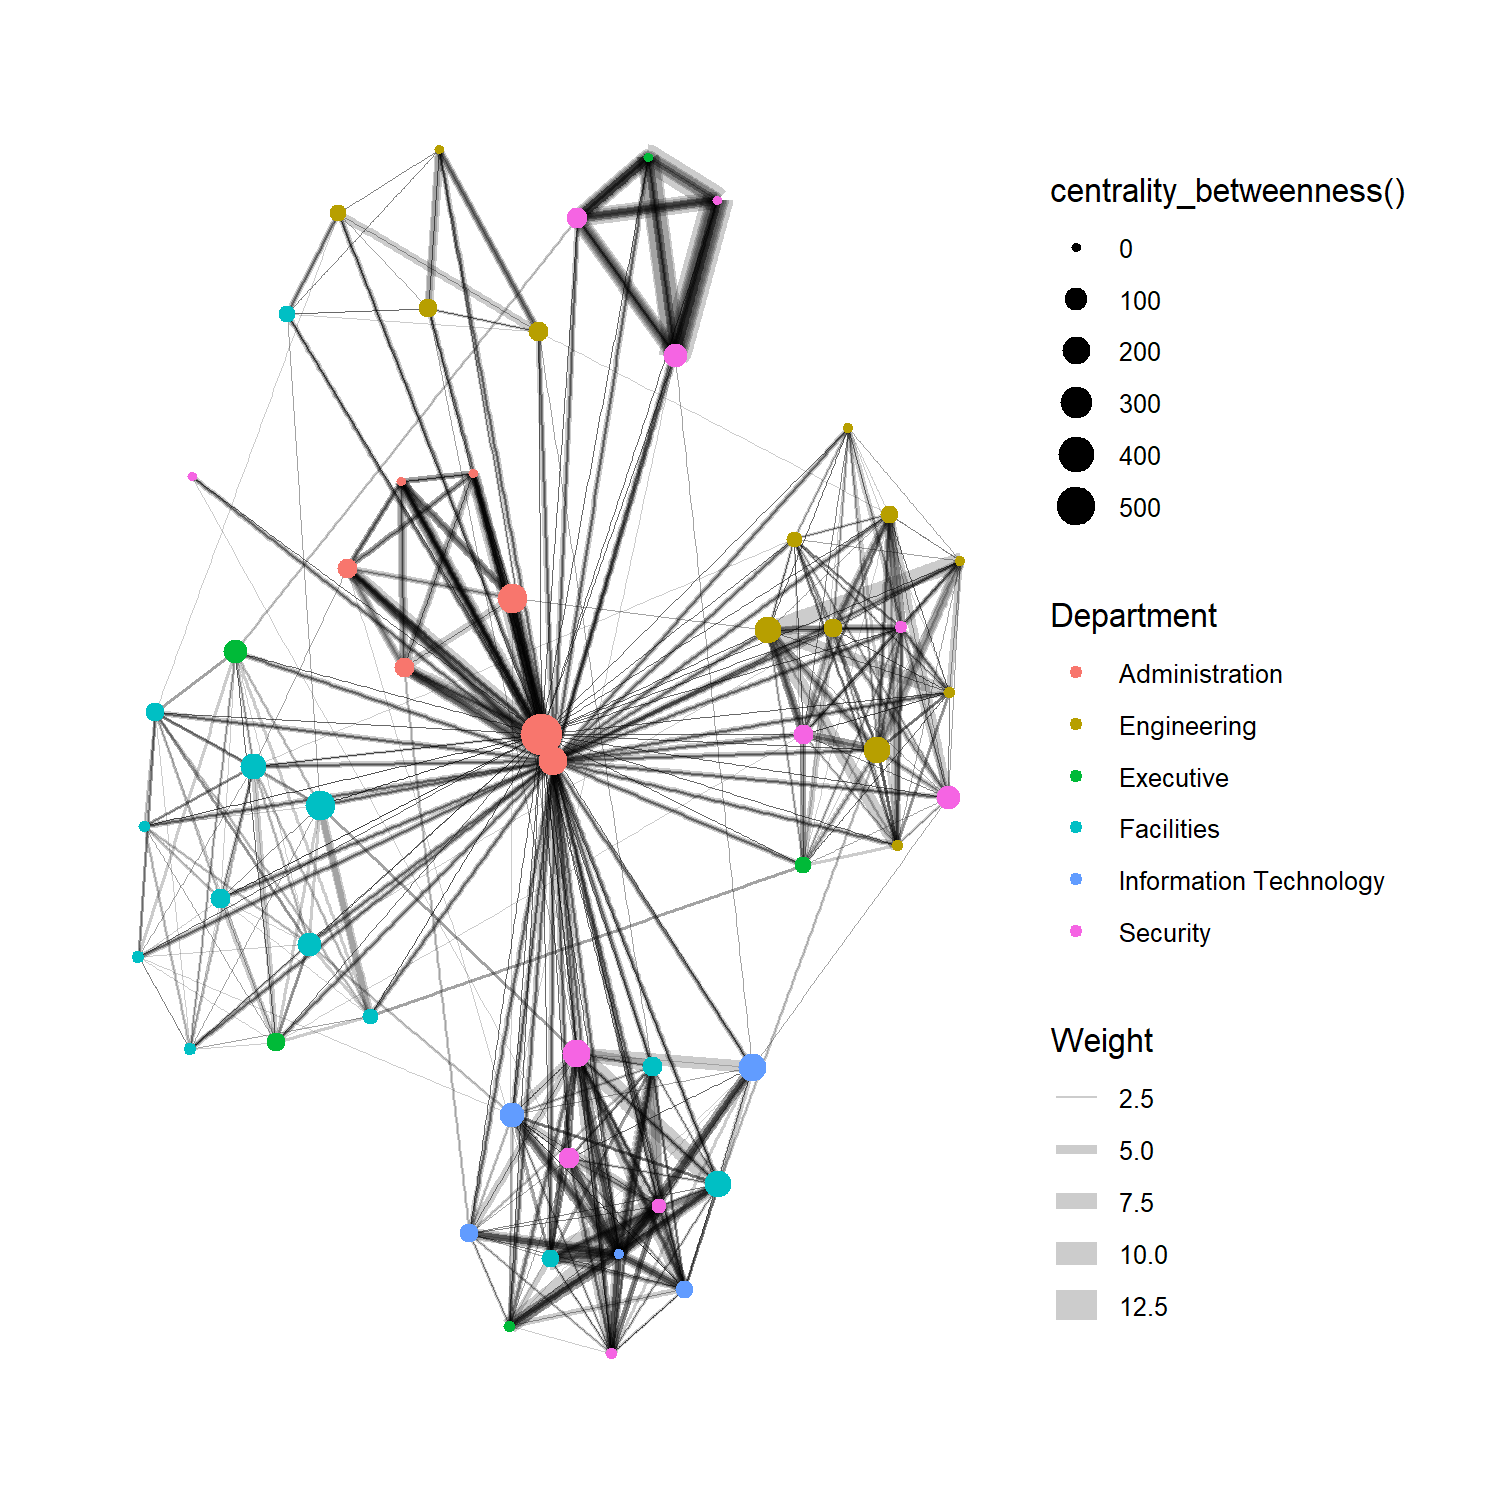 centrality_betweenness()
0
100
200
300
400
500
Department
Administration
Engineering
Executive
Facilities
Information Technology
Security
Weight
2.5
5.0
7.5
10.0
12.5